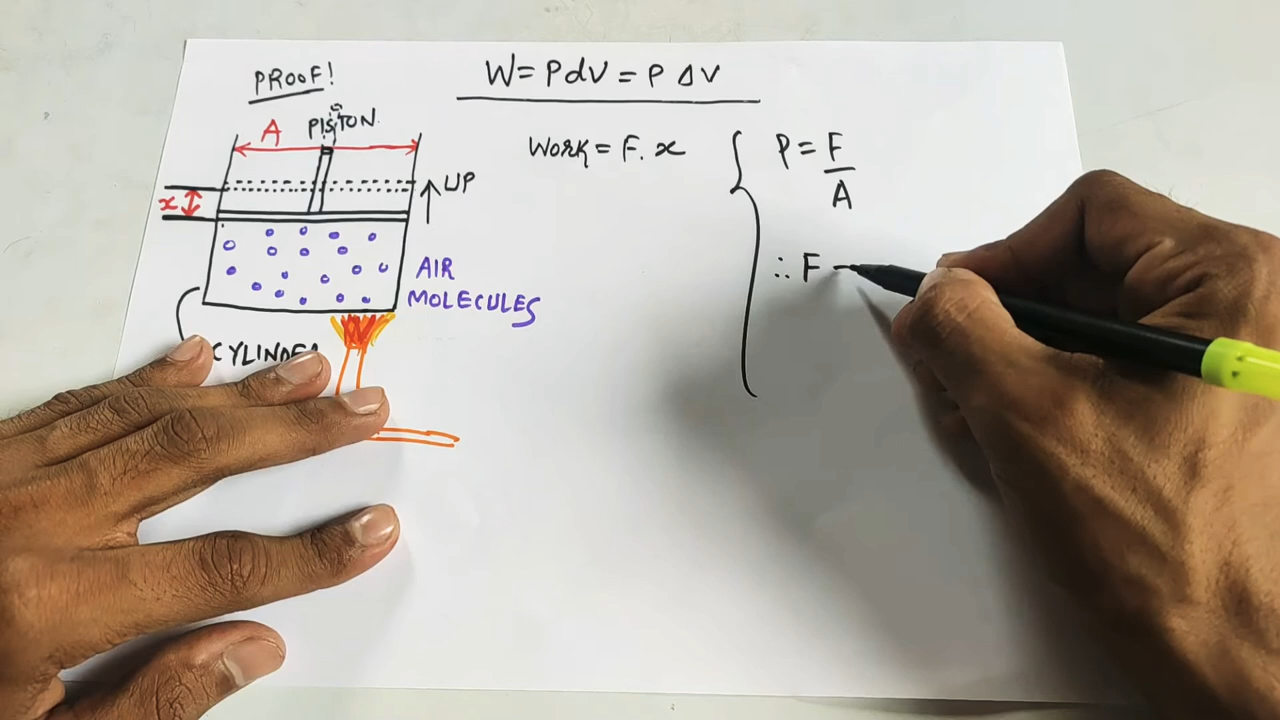 PROOF!
W = PdV = P ΔV
PISTON
A
WORK = F. x
P = F
A
UP
x
AIR
MOLECULES
∴ F -